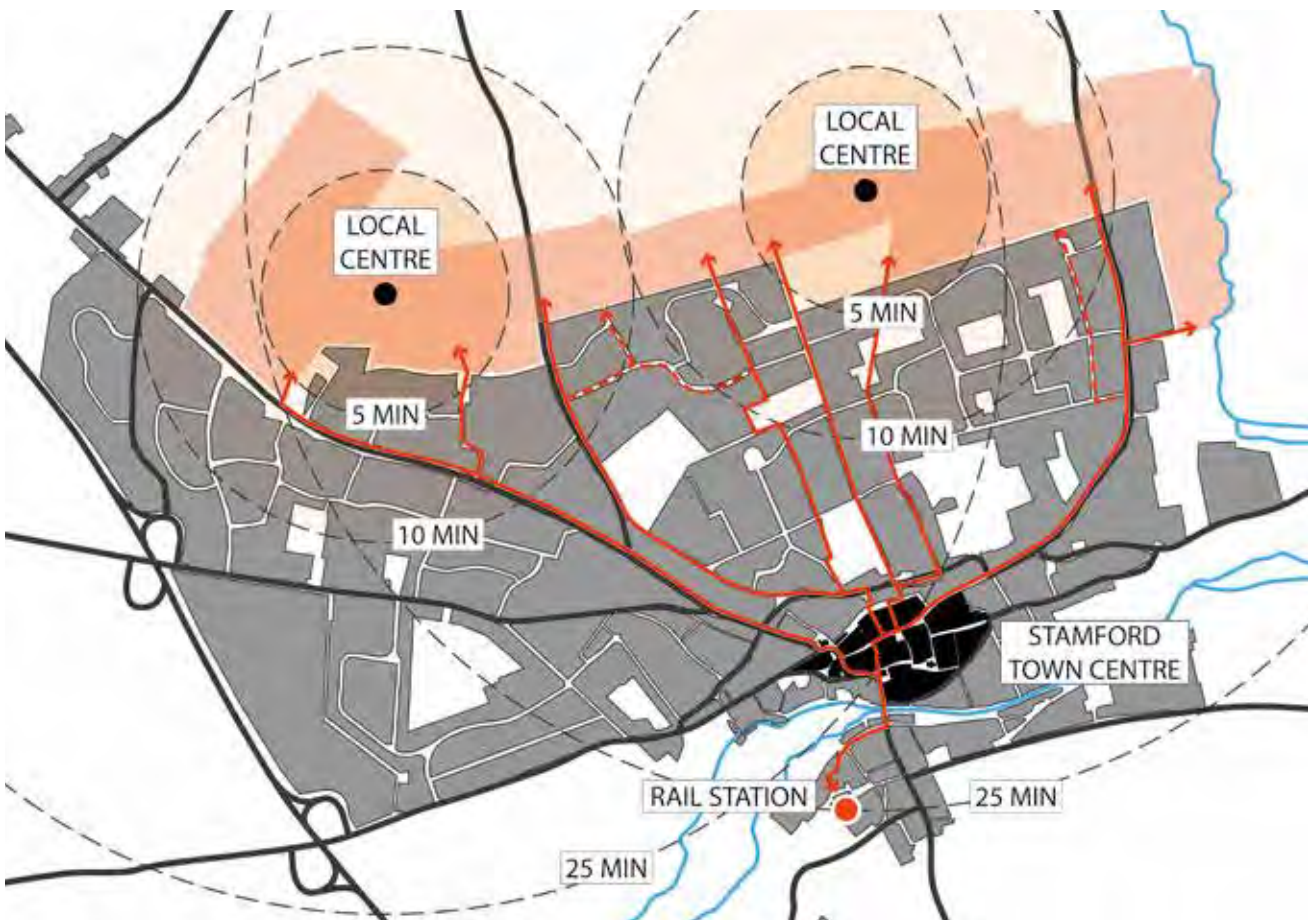 LOCAL
CENTRE
LOCAL
CENTRE
5 MIN
5 MIN
10 MIN
10 MIN
STAMFORD
TOWN CENTRE
RAIL STATION
25 MIN
25 MIN